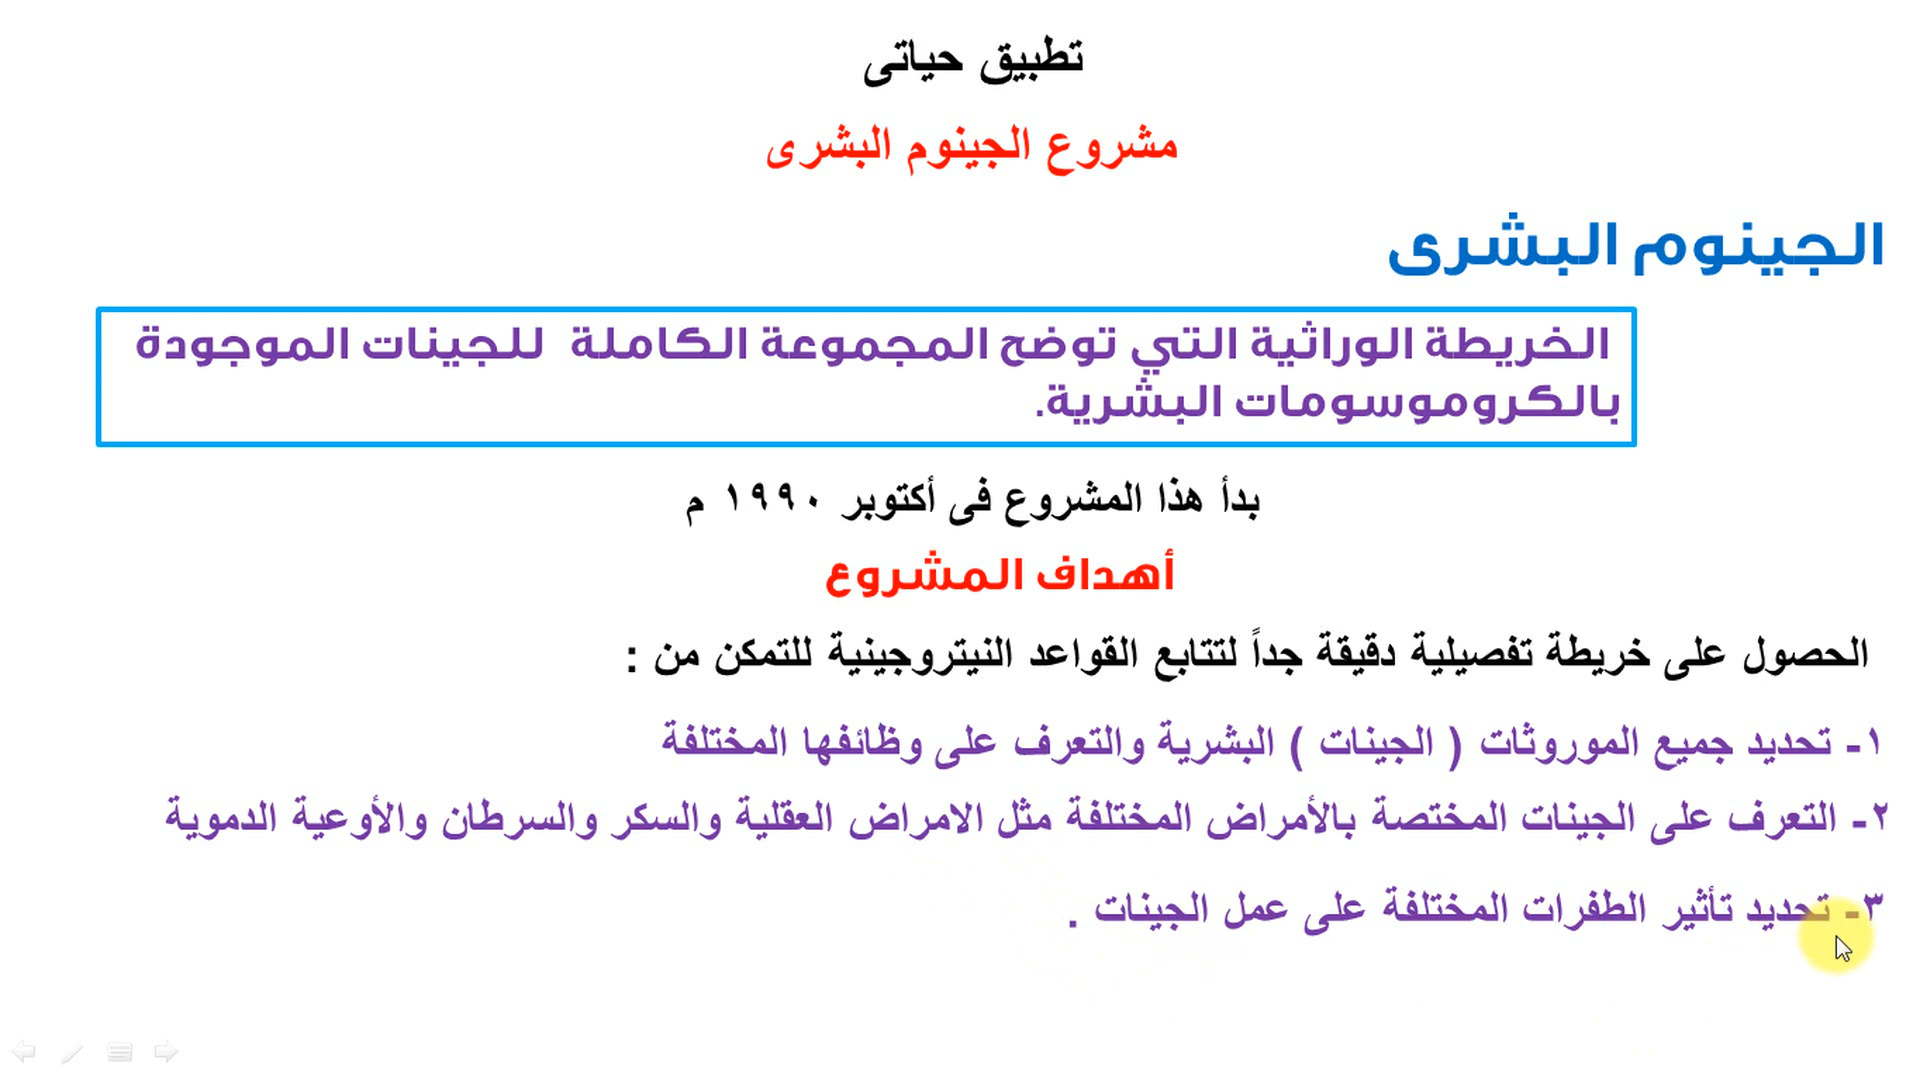 تطبيق حياتى
مشروع الجينوم البشرى
الجينوم البشرى
الخريطة الوراثية التي توضح المجموعة الكاملة للجينات الموجودة
بالكروموسومات البشرية.
بدأ هذا المشروع فى أكتوبر ١٩٩٠ م
أهداف المشروع
الحصول على خريطة تفصيلية دقيقة جداً لتتابع القواعد النيتروجينية للتمكن من :
١- تحديد جميع الموروثات ( الجينات ) البشرية والتعرف على وظائفها المختلفة
٢- التعرف على الجينات المختصة بالأمراض المختلفة مثل الامراض العقلية والسكر والسرطان والأوعية الدموية
٣- تحديد تأثير الطفرات المختلفة على عمل الجينات .